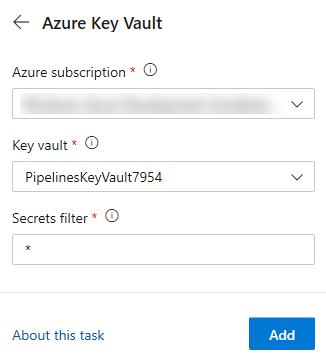 Azure Key Vault
Azure subscription *
Key vault *
PipelinesKeyVault7954
Secrets filter *
*
About this task
Add